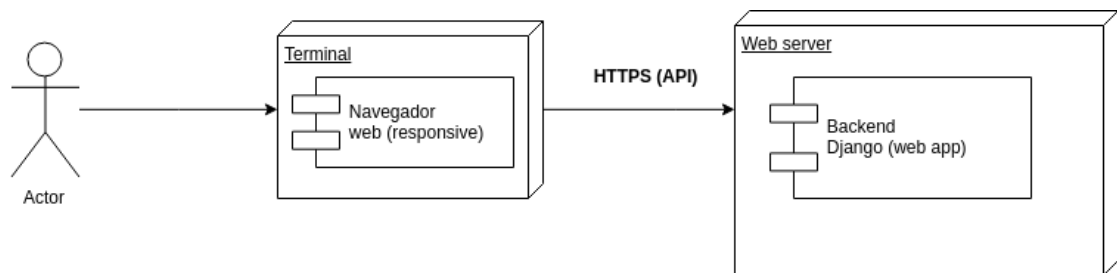 Actor
Terminal
Navegador
web (responsive)
HTTPS (API)
Web server
Backend
Django (web app)